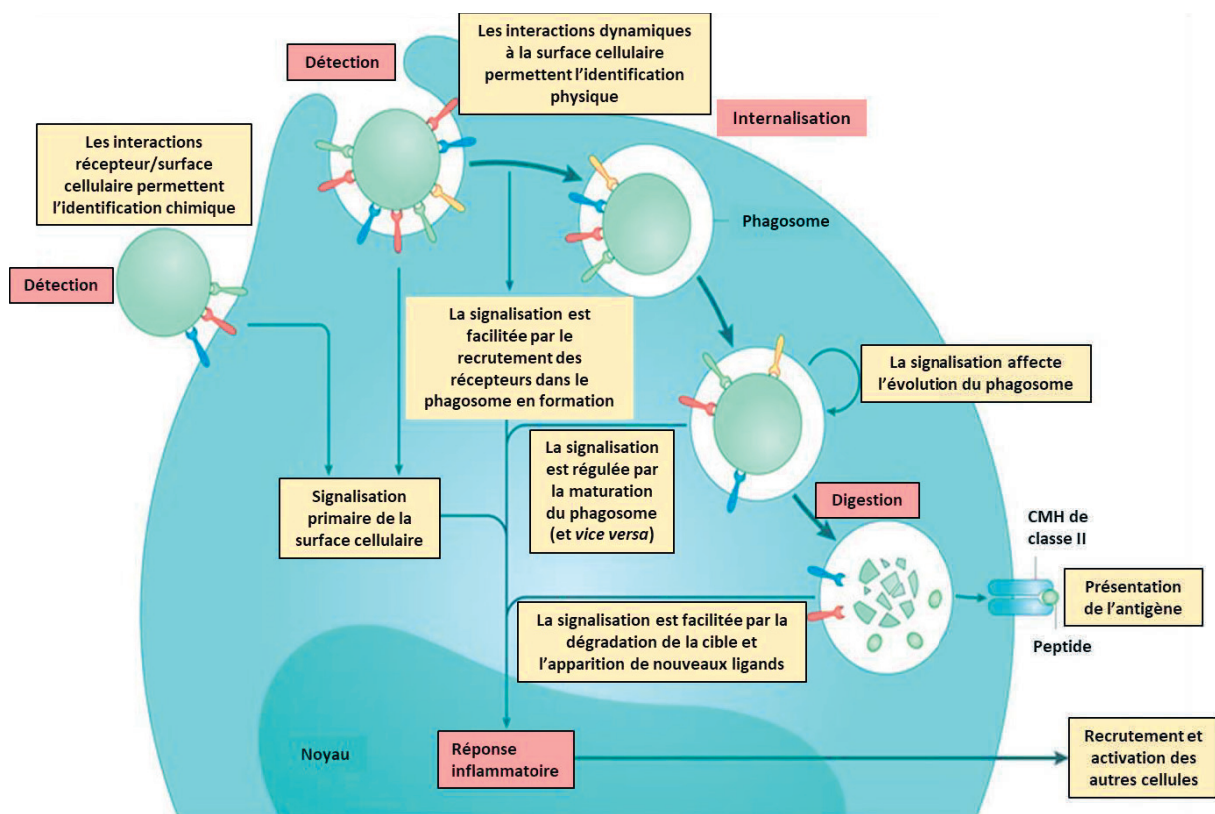 Détection
Les interactions dynamiques
à la surface cellulaire
permettent l’identification
physique
Internalisation
Les interactions
récepteur/surface
cellulaire permettent
l’identification chimique
Détection
Phagosome
La signalisation est
facilitée par le
recrutement des
récepteurs dans le
phagosome en formation
La signalisation affecte
l’évolution du phagosome
La signalisation
est régulée par
la maturation
du phagosome
(et vice versa)
Signalisation
primaire de la
surface cellulaire
Digestion
CMH de
classe II
Présentation
de l’antigène
Peptide
La signalisation est facilitée par la
dégradation de la cible et
l’apparition de nouveaux ligands
Noyau
Réponse
inflammatoire
Recrutement et
activation des
autres cellules